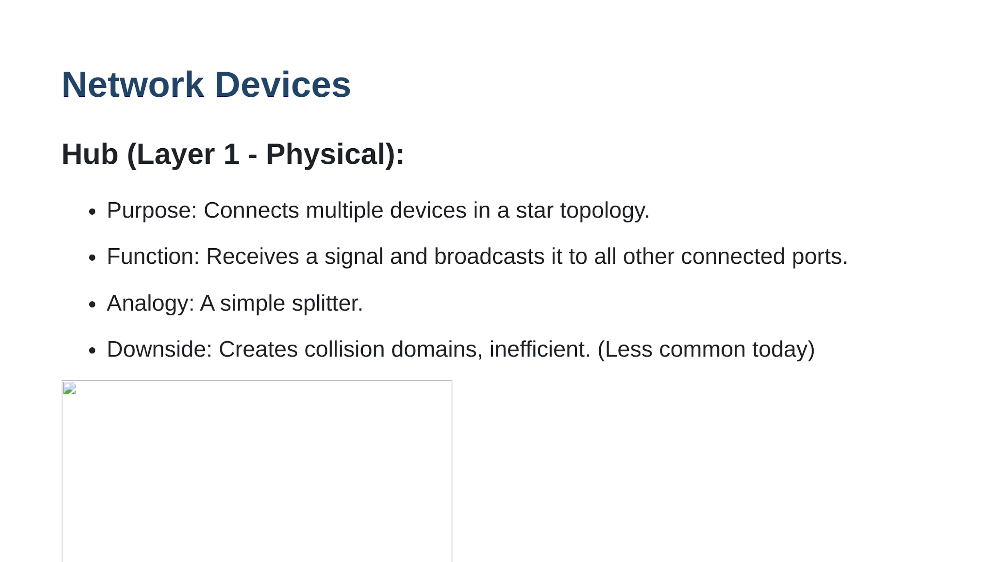 Network Devices
Hub (Layer 1 - Physical):
• Purpose: Connects multiple devices in a star topology.
• Function: Receives a signal and broadcasts it to all other connected ports.
• Analogy: A simple splitter.
• Downside: Creates collision domains, inefficient. (Less common today)